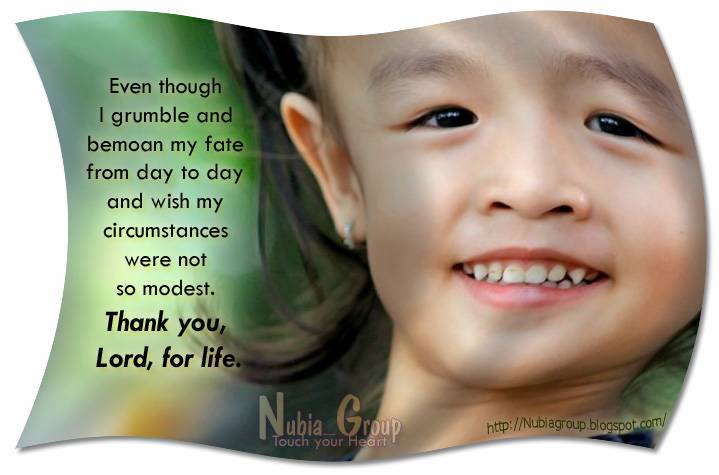 Even though
I grumble and
bemoan my fate
from day to day
and wish my
circumstances
were not
so modest.
Thank you,
Lord, for life.
Nubia_Group
Touch your Heart
http://Nubiagroup.blogspot.com/